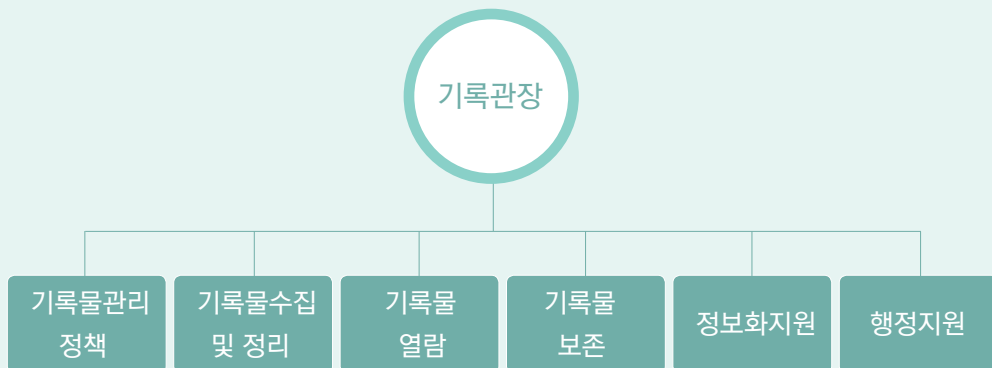 기록관장
기록물관리
정책
기록물수집
및 정리
기록물
열람
기록물
보존
정보화지원
행정지원